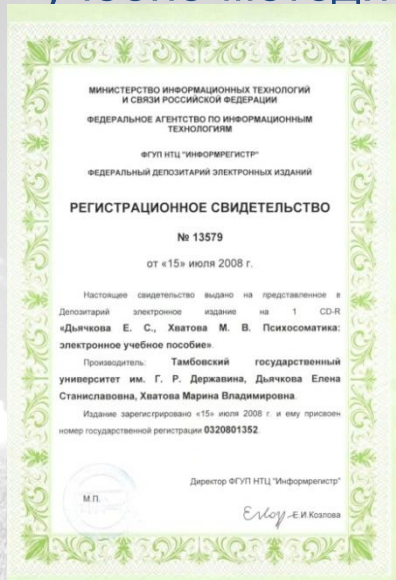 МИНИСТЕРСТВО ИНФОРМАЦИОННЫХ ТЕХНОЛОГИЙ
И СВЯЗИ РОССИЙСКОЙ ФЕДЕРАЦИИ
ФЕДЕРАЛЬНОЕ АГЕНТСТВО ПО ИНФОРМАЦИОННЫМ
ТЕХНОЛОГИЯМ
ФГУП НТЦ "ИНФОРМРЕГИСТР"
ФЕДЕРАЛЬНЫЙ ДЕПОЗИТАРИЙ ЭЛЕКТРОННЫХ ИЗДАНИЙ
РЕГИСТРАЦИОННОЕ СВИДЕТЕЛЬСТВО
№ 13579
от «15» июля 2008 г.
Настоящее свидетельство выдано на представленное в
Депозитарий электронное издание на 1 CD-R
«Дьячкова Е. С., Хватова М. В. Психосоматика:
электронное учебное пособие».
Производитель: Тамбовский государственный
университет им. Г. Р. Державина, Дьячкова Елена
Станиславовна, Хватова Марина Владимировна.
Издание зарегистрировано «15» июля 2008 г. и ему присвоен
номер государственной регистрации 0320801352.
Директор ФГУП НТЦ "Информрегистр"
М.П.
Е.И.Козлова